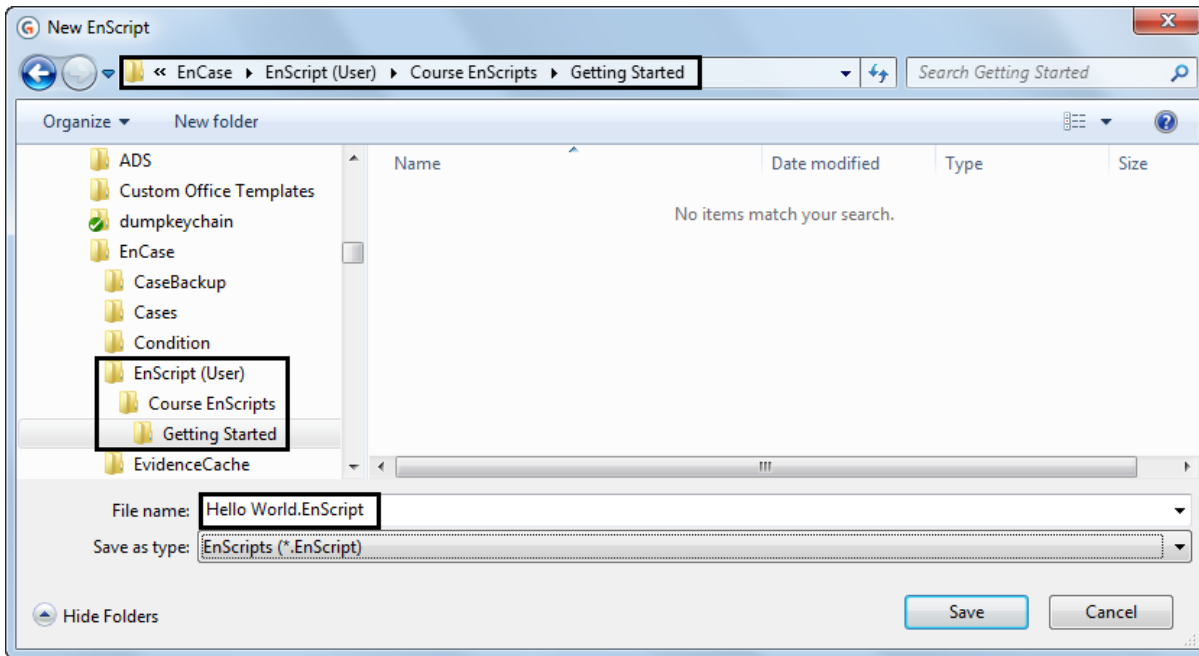 New EnScript
« EnCase ▸ EnScript (User) ▸ Course EnScripts ▸ Getting Started
Search Getting Started
Organize
New folder
ADS
Custom Office Templates
dumpkeychain
EnCase
CaseBackup
Cases
Condition
EnScript (User)
Course EnScripts
Getting Started
EvidenceCache
Name Date modified Type Size
No items match your search.
File name: Hello World.EnScript
Save as type: EnScripts (*.EnScript)
Hide Folders
Save
Cancel